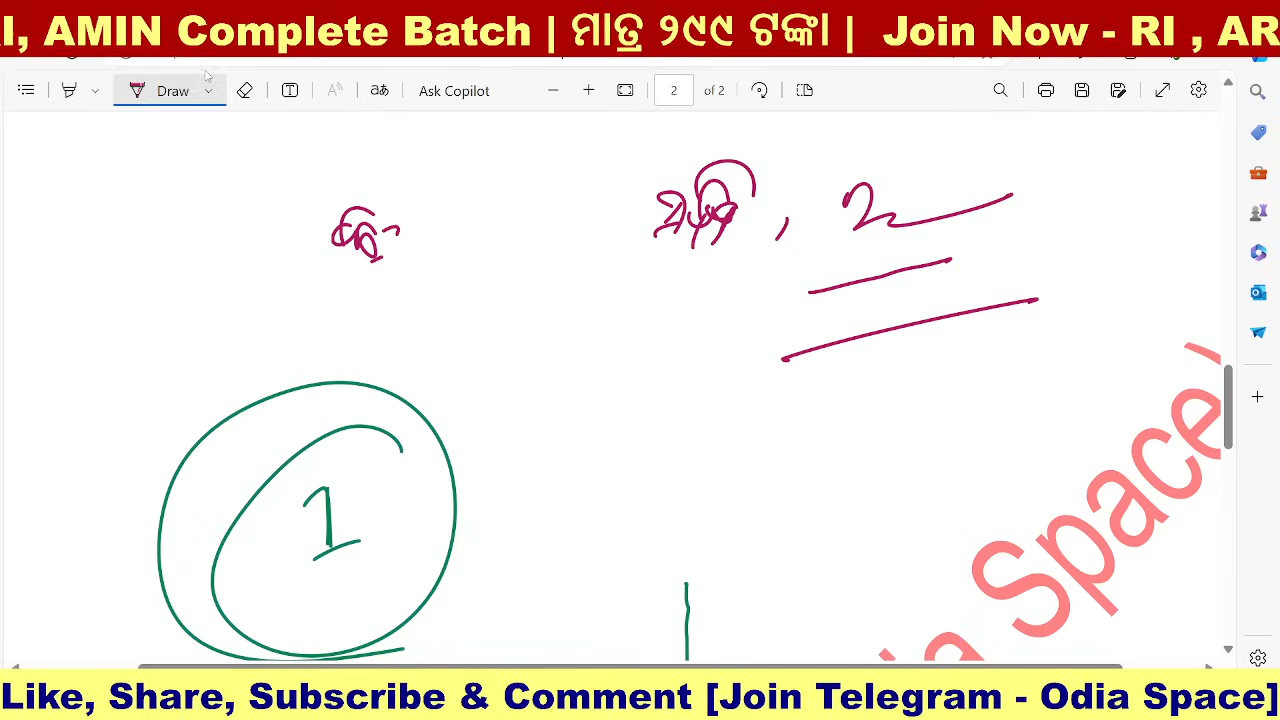 I, AMIN Complete Batch | ମାତ୍ର ୨୯୯ ଟଙ୍କା | Join Now - RI , AR
Draw Ask Copilot 2 of 2
1
Space
Like, Share, Subscribe & Comment [Join Telegram - Odia Space]